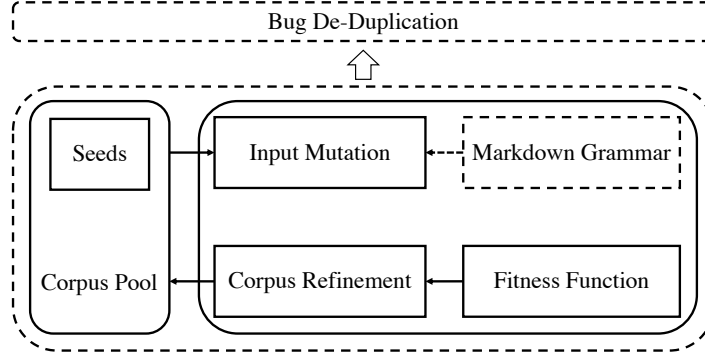 Bug De-Duplication
Seeds
Input Mutation
Markdown Grammar
Corpus Pool
Corpus Refinement
Fitness Function